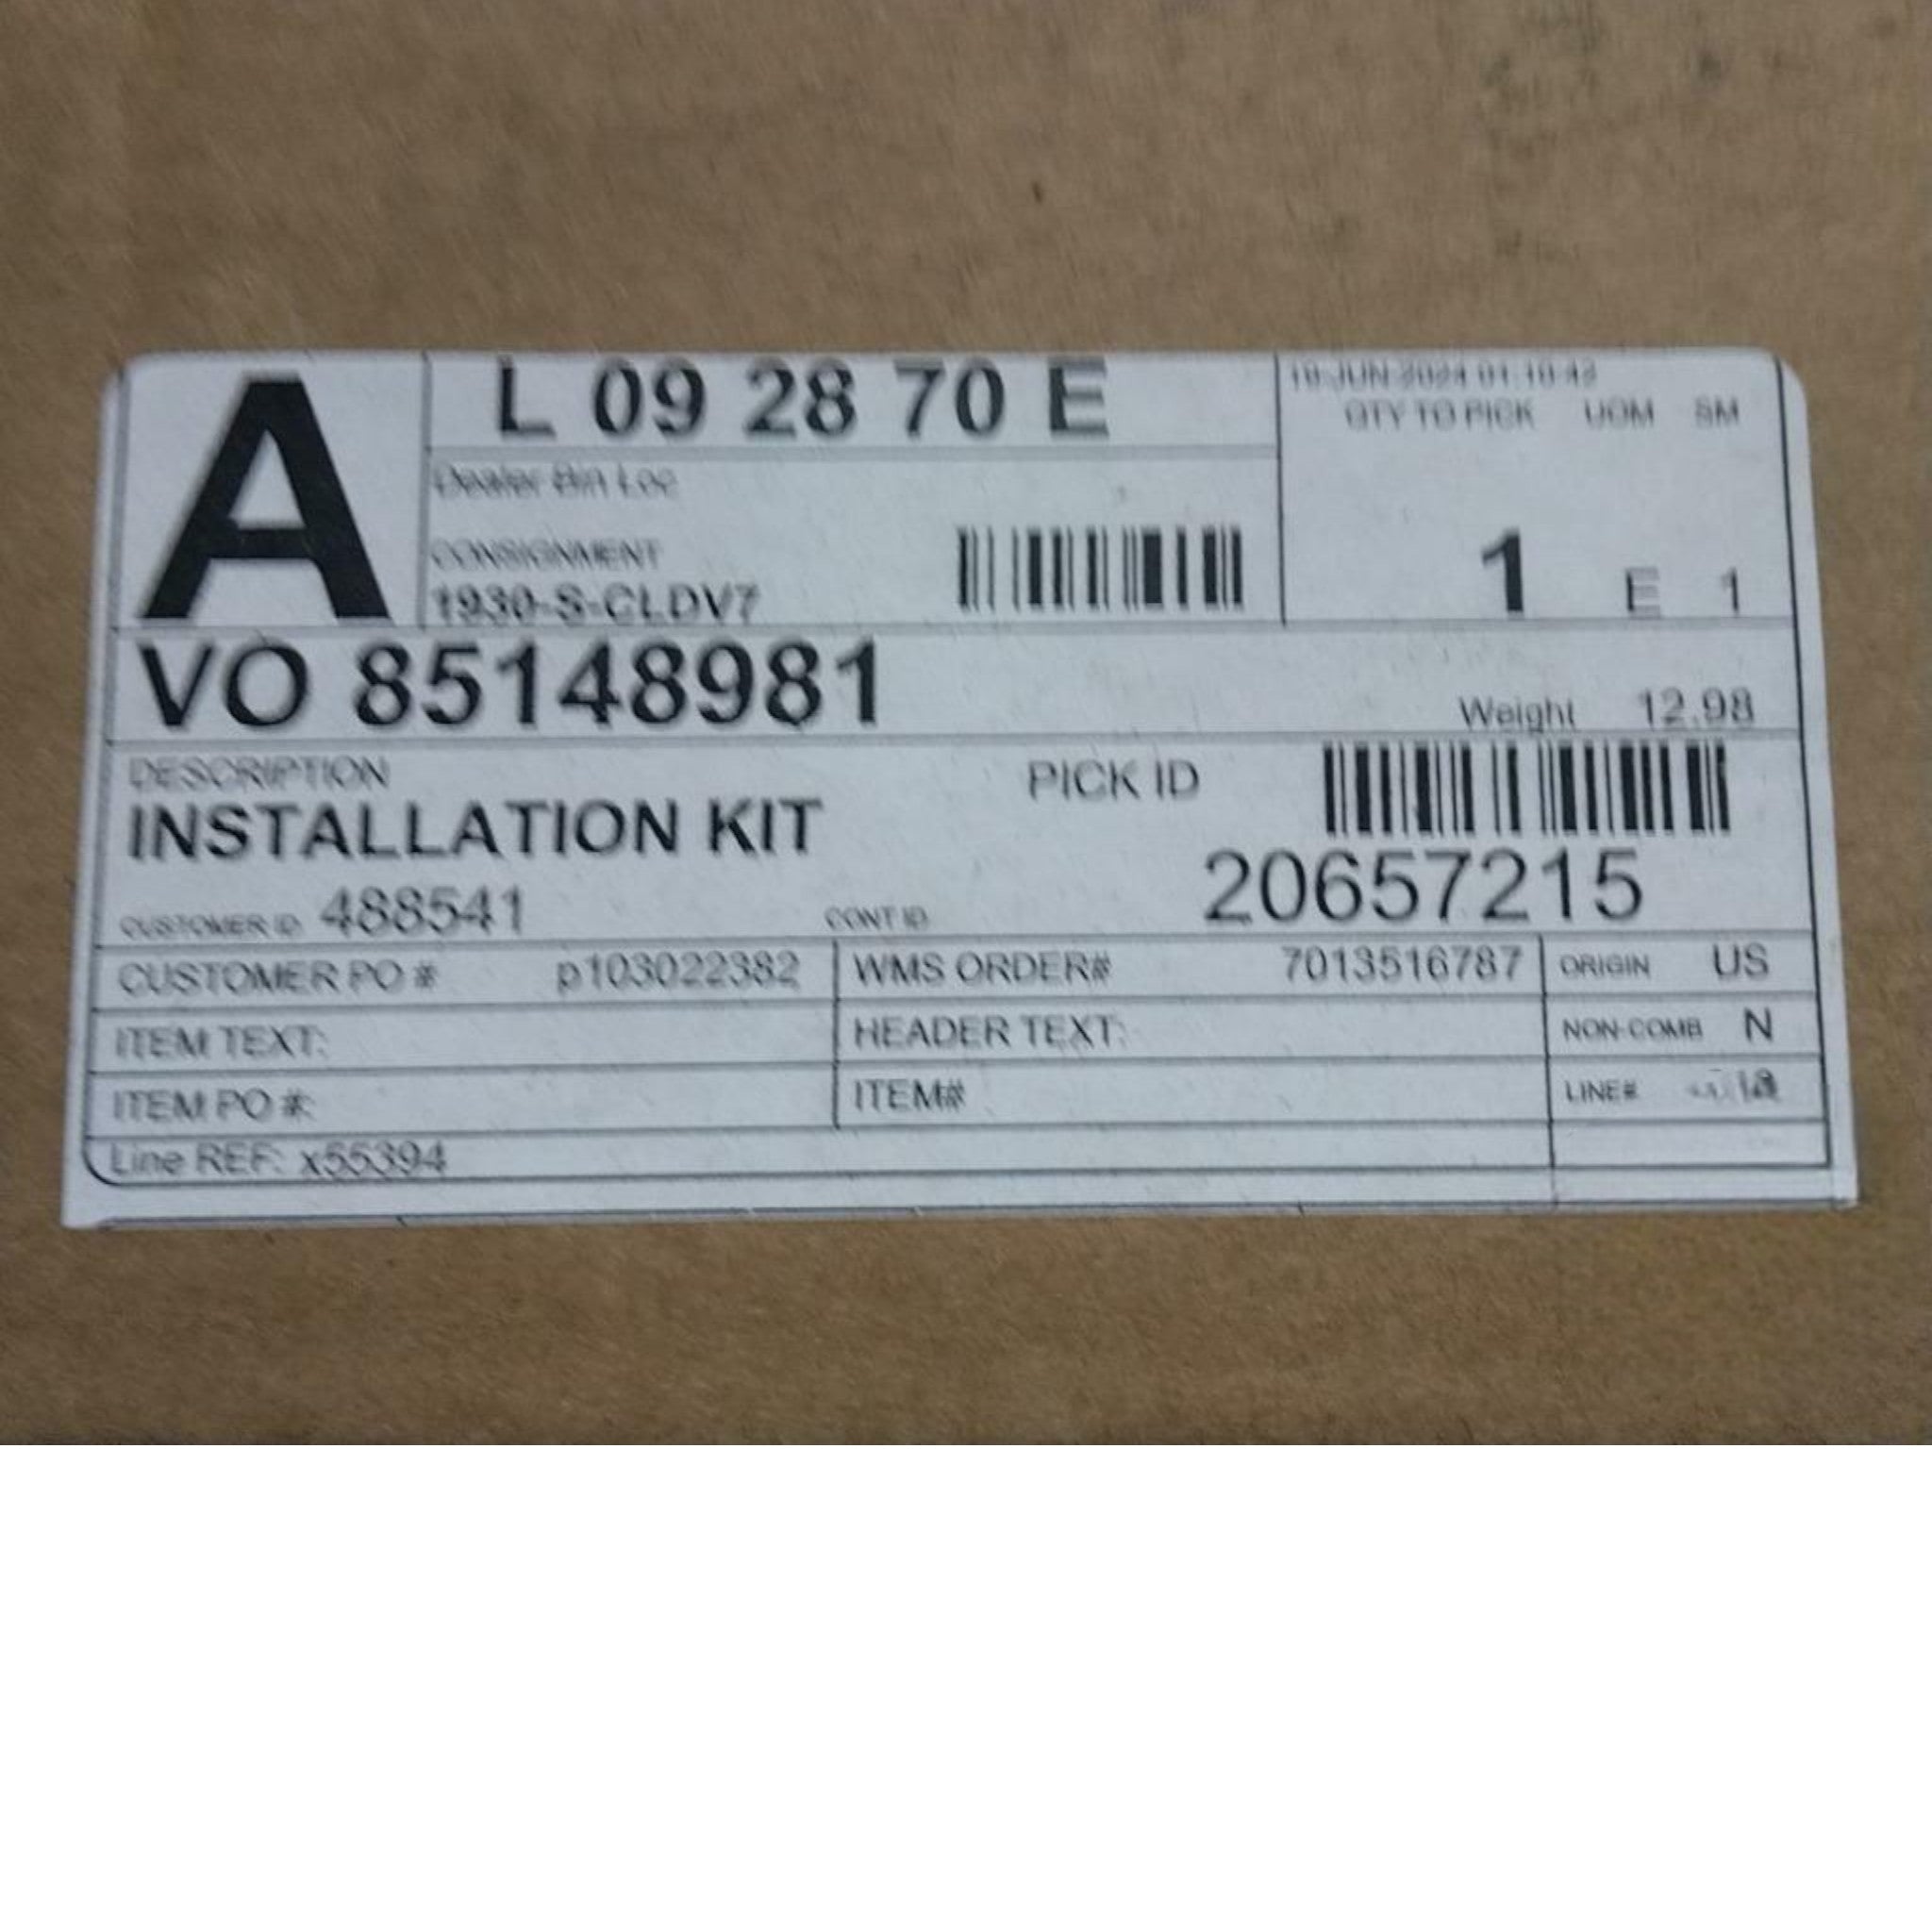 A
L 09 28 70 E
QTY TO PICK UOM SM
Dealer Bin Loc
CONSIGNMENT
1930-S-CLDV7
1 E 1
VO 85148981
Weight 12.98
DESCRIPTION
INSTALLATION KIT
PICK ID
20657215
CUSTOMER ID 488541
CONT ID
CUSTOMER PO # p103022382
WMS ORDER# 7013516787
ORIGIN US
ITEM TEXT:
HEADER TEXT:
NON-COMB N
ITEM PO #:
ITEM#
LINE#
Line REF: x55394